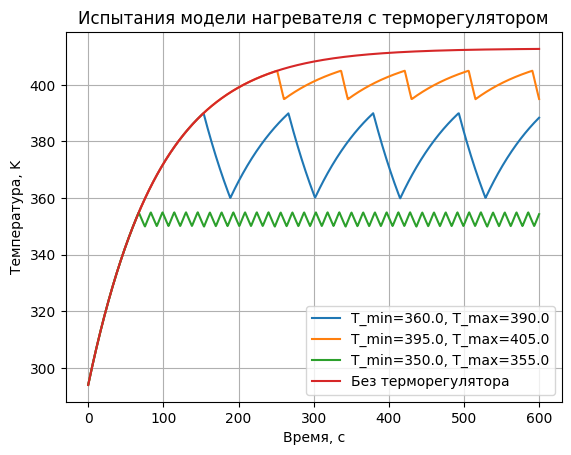 Испытания модели нагревателя с терморегулятором
Температура, К
400
380
360
340
320
300
T_min=360.0, T_max=390.0
T_min=395.0, T_max=405.0
T_min=350.0, T_max=355.0
Без терморегулятора
0 100 200 300 400 500 600
Время, с